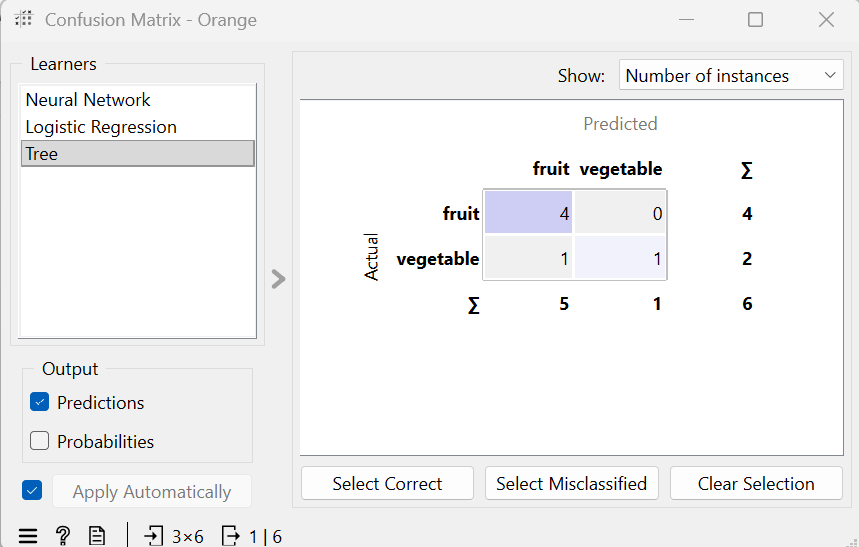 Confusion Matrix - Orange
Learners
Neural Network
Logistic Regression
Tree
Output
Predictions
Probabilities
Apply Automatically
3×6
1 | 6
Show: Number of instances
Predicted
fruit vegetable ∑
Actual
fruit 4 0 4
vegetable 1 1 2
∑ 5 1 6
Select Correct Select Misclassified Clear Selection